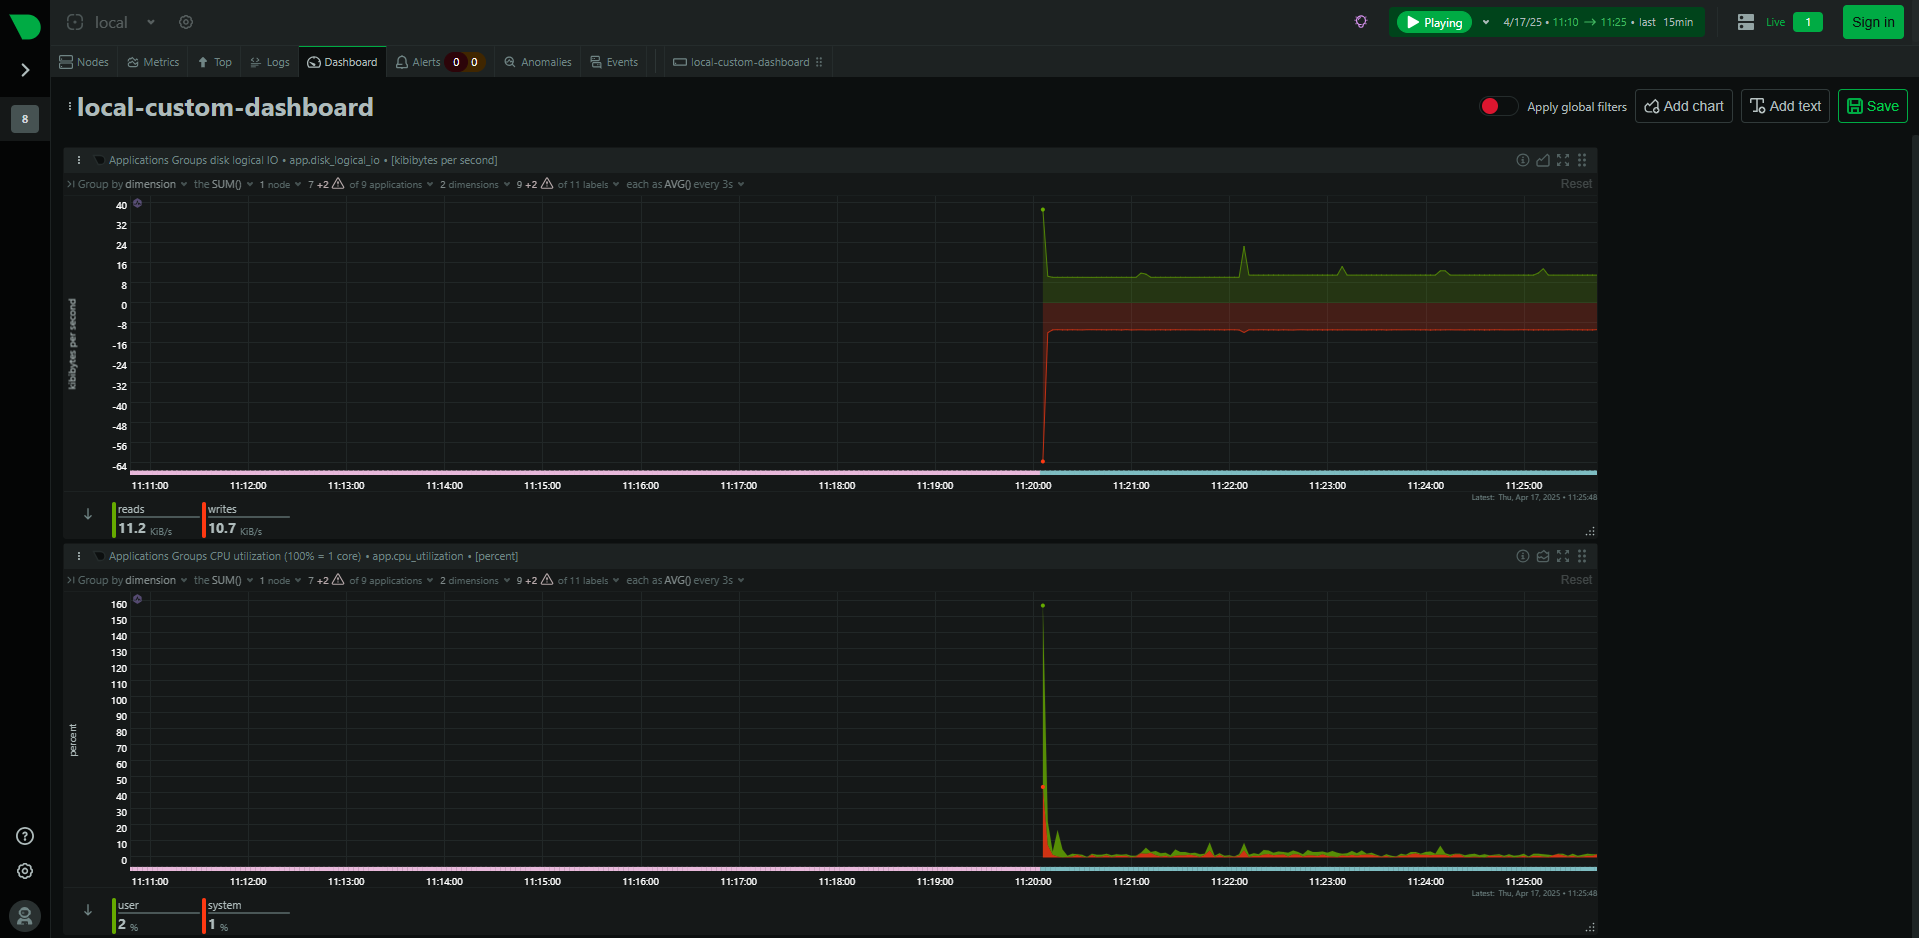 local
Playing 4/17/25 • 11:10 → 11:25 • last 15min
Live 1
Sign in
Nodes Metrics Top Logs Dashboard Alerts 0 0 Anomalies Events local-custom-dashboard
8
local-custom-dashboard
Apply global filters Add chart Add text Save
Applications Groups disk logical IO • app.disk_logical_io • [kibibytes per second]
Group by dimension the SUM() 1 node 7 +2 of 9 applications 2 dimensions 9 +2 of 11 labels each as AVG() every 3s Reset
kibibytes per second
40
32
24
16
8
0
-8
-16
-24
-32
-40
-48
-56
-64
11:11:00 11:12:00 11:13:00 11:14:00 11:15:00 11:16:00 11:17:00 11:18:00 11:19:00 11:20:00 11:21:00 11:22:00 11:23:00 11:24:00 11:25:00
Latest: Thu, Apr 17, 2025 • 11:25:48
reads writes
11.2 KiB/s 10.7 KiB/s
Applications Groups CPU utilization (100% = 1 core) • app.cpu_utilization • [percent]
Group by dimension the SUM() 1 node 7 +2 of 9 applications 2 dimensions 9 +2 of 11 labels each as AVG() every 3s Reset
percent
160
150
140
130
120
110
100
90
80
70
60
50
40
30
20
10
0
11:11:00 11:12:00 11:13:00 11:14:00 11:15:00 11:16:00 11:17:00 11:18:00 11:19:00 11:20:00 11:21:00 11:22:00 11:23:00 11:24:00 11:25:00
Latest: Thu, Apr 17, 2025 • 11:25:48
user system
2 % 1 %